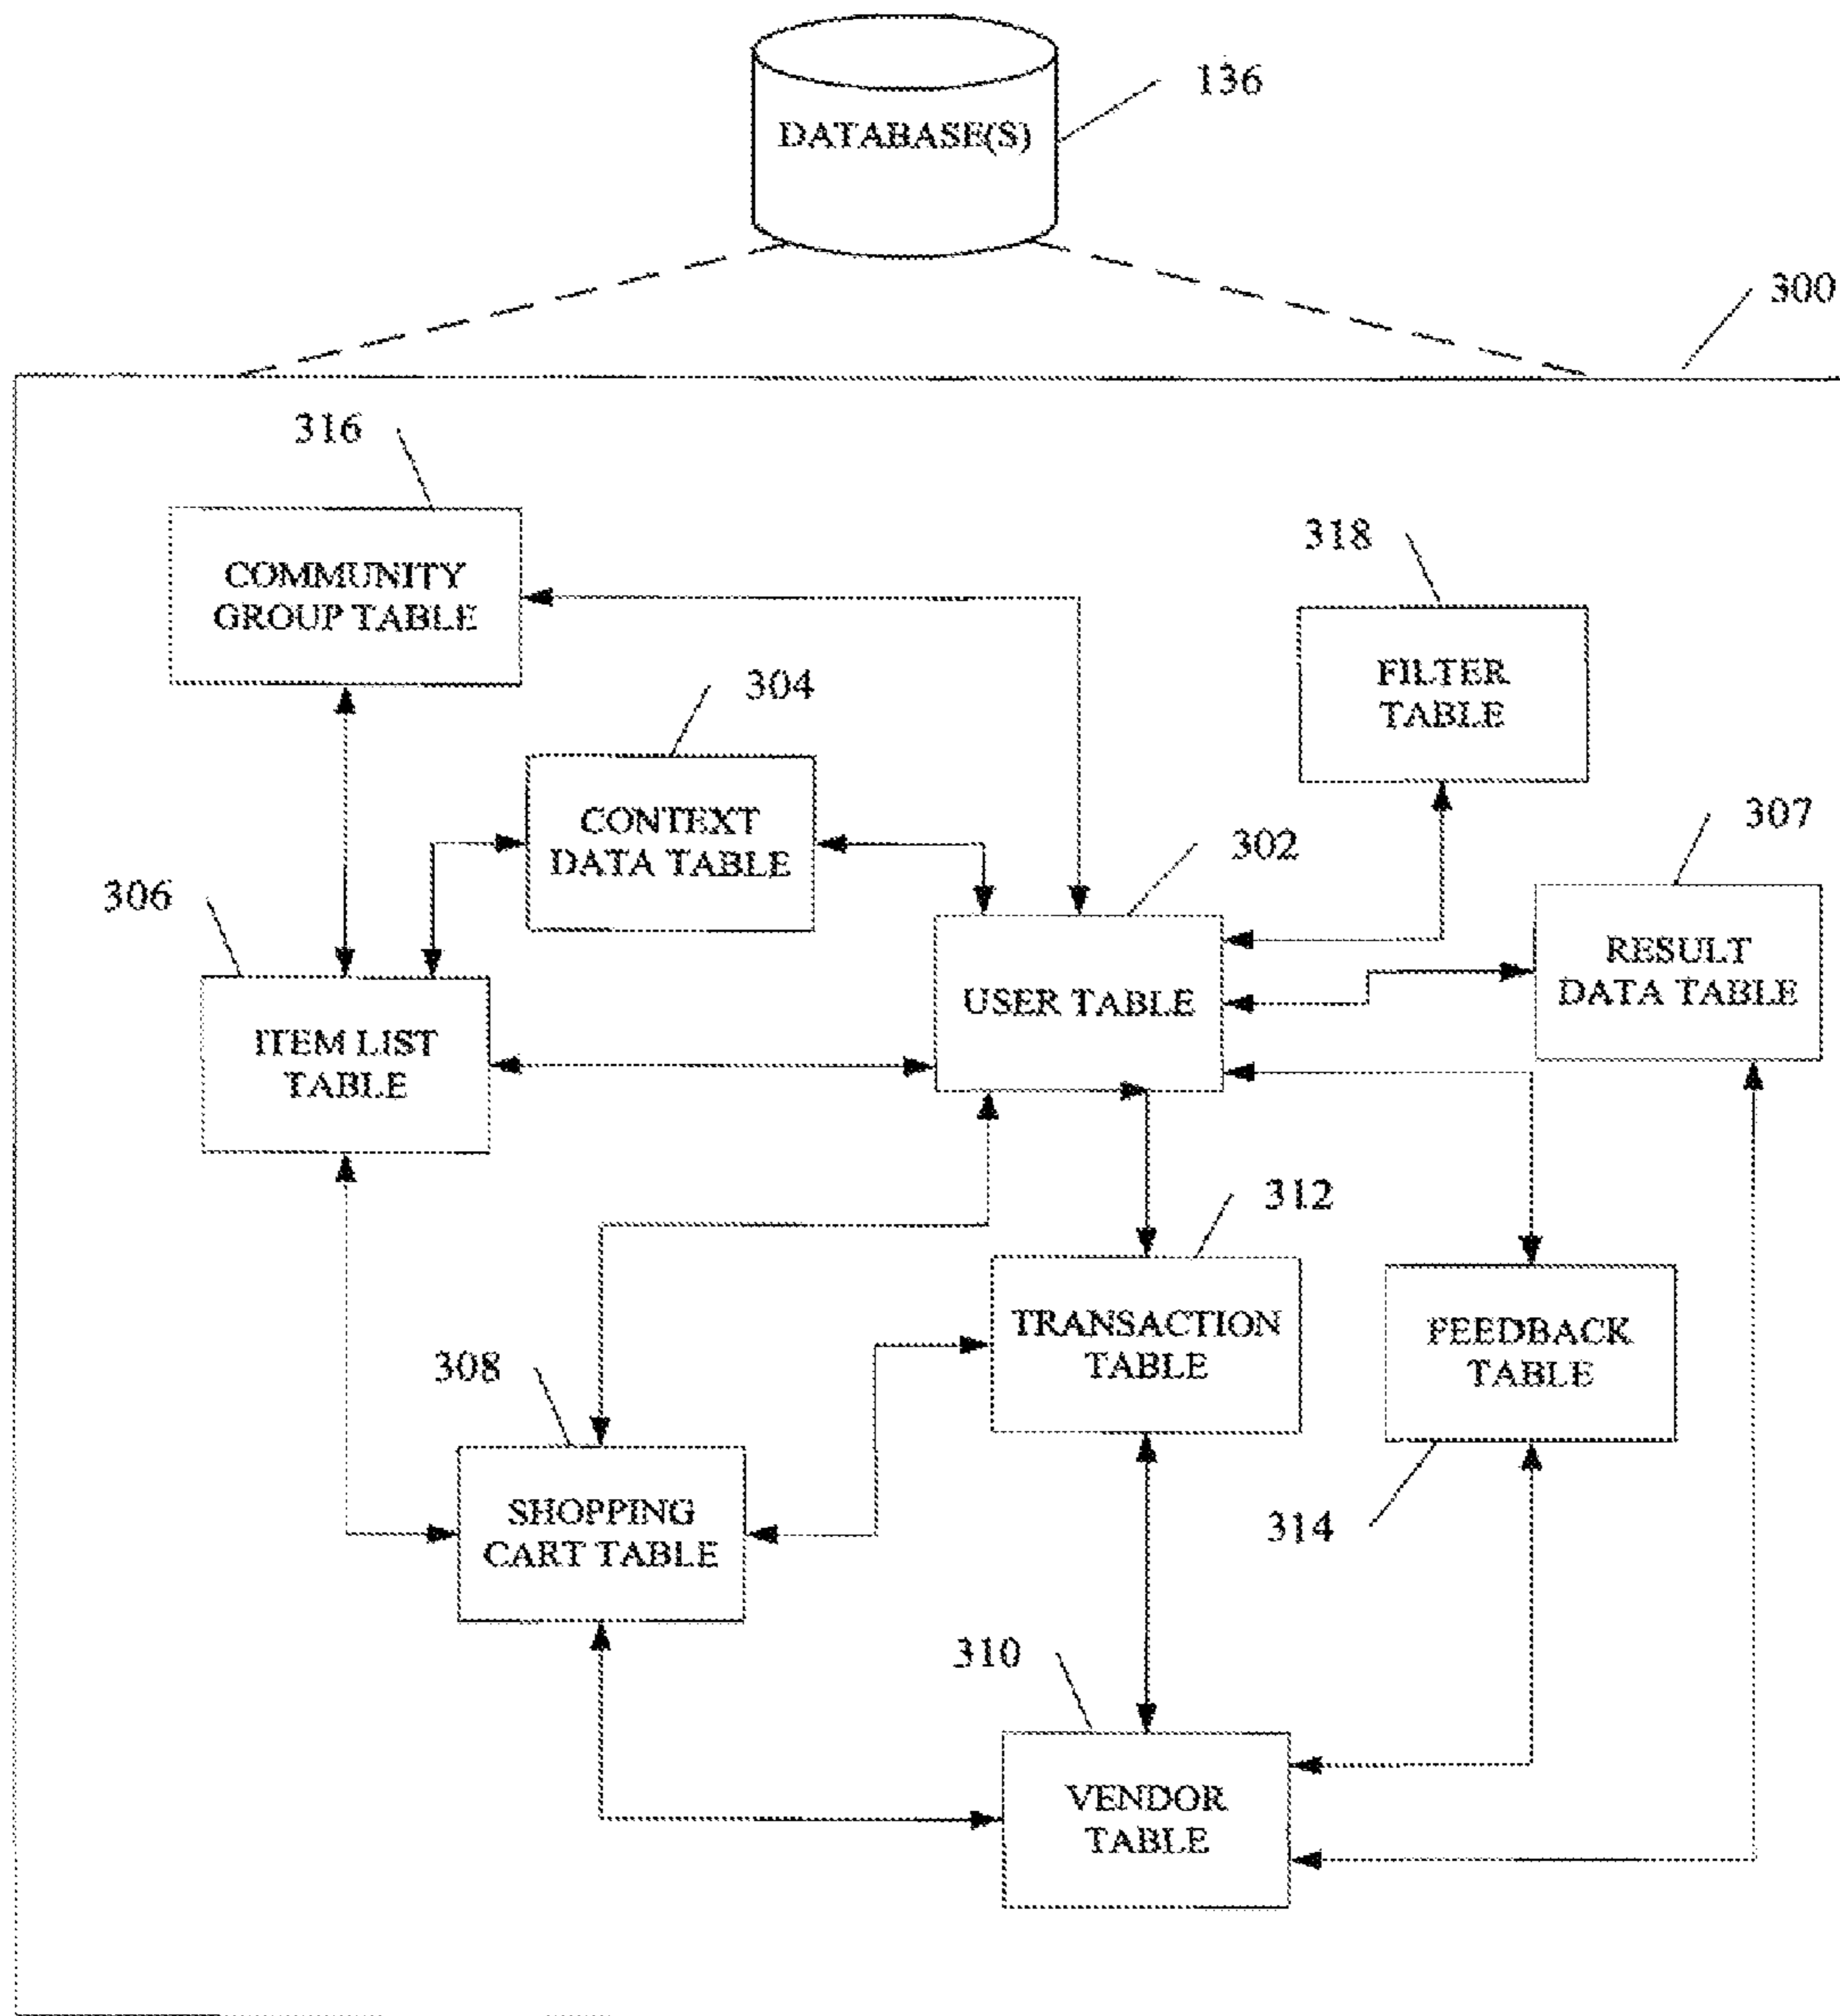 136
DATABASE(S)
300
316
COMMUNITY
GROUP TABLE
318
FILTER
TABLE
304
CONTEXT
DATA TABLE
307
RESULT
DATA TABLE
302
USER TABLE
306
ITEM LIST
TABLE
312
TRANSACTION
TABLE
FEEDBACK
TABLE
314
308
SHOPPING
CART TABLE
310
VENDOR
TABLE